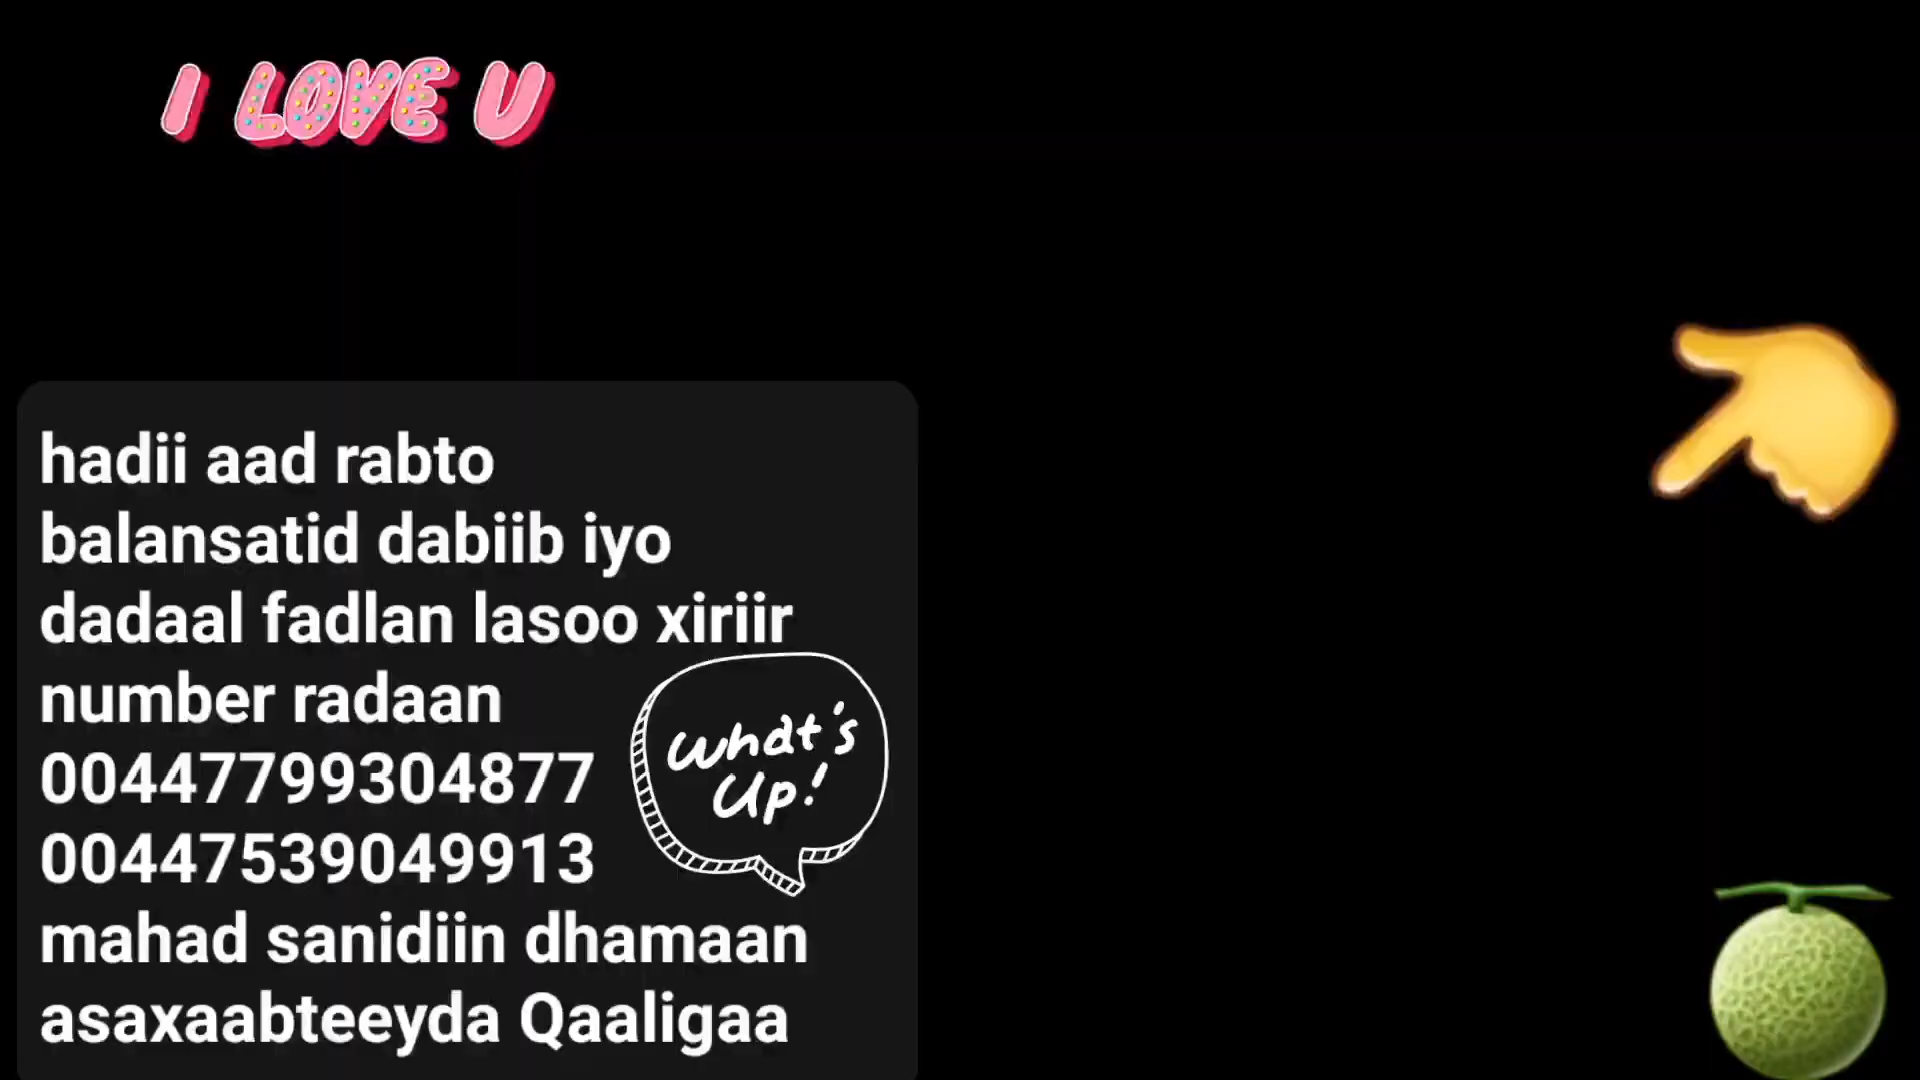 I LOVE U
hadii aad rabto
balansatid dabiib iyo
dadaal fadlan lasoo xiriir
number radaan
00447799304877
00447539049913
What's
Up!
mahad sanidiin dhamaan
asaxaabteeyda Qaaligaa